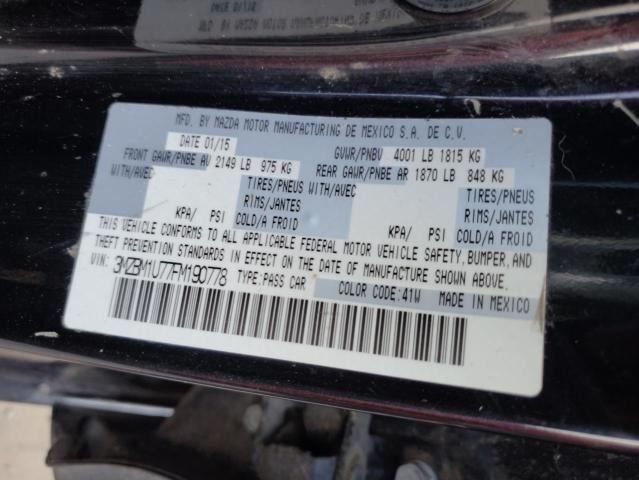 MFD. BY MAZDA MOTOR MANUFACTURING DE MEXICO S.A. DE C.V.
DATE 01/15 GVWR/PNBV 4001 LB 1815 KG
FRONT GAWR/PNBE AV 2149 LB 975 KG REAR GAWR/PNBE AR 1870 LB 848 KG
WITH/AVEC TIRES/PNEUS WITH/AVEC TIRES/PNEUS
RIMS/JANTES RIMS/JANTES
KPA/ PSI COLD/A FROID KPA/ PSI COLD/A FROID
THIS VEHICLE CONFORMS TO ALL APPLICABLE FEDERAL MOTOR VEHICLE SAFETY, BUMPER, AND
THEFT PREVENTION STANDARDS IN EFFECT ON THE DATE OF MANUFACTURE SHOWN ABOVE.
VIN: 3MZBM1U77FM190778 TYPE:PASS CAR COLOR CODE:41W MADE IN MEXICO